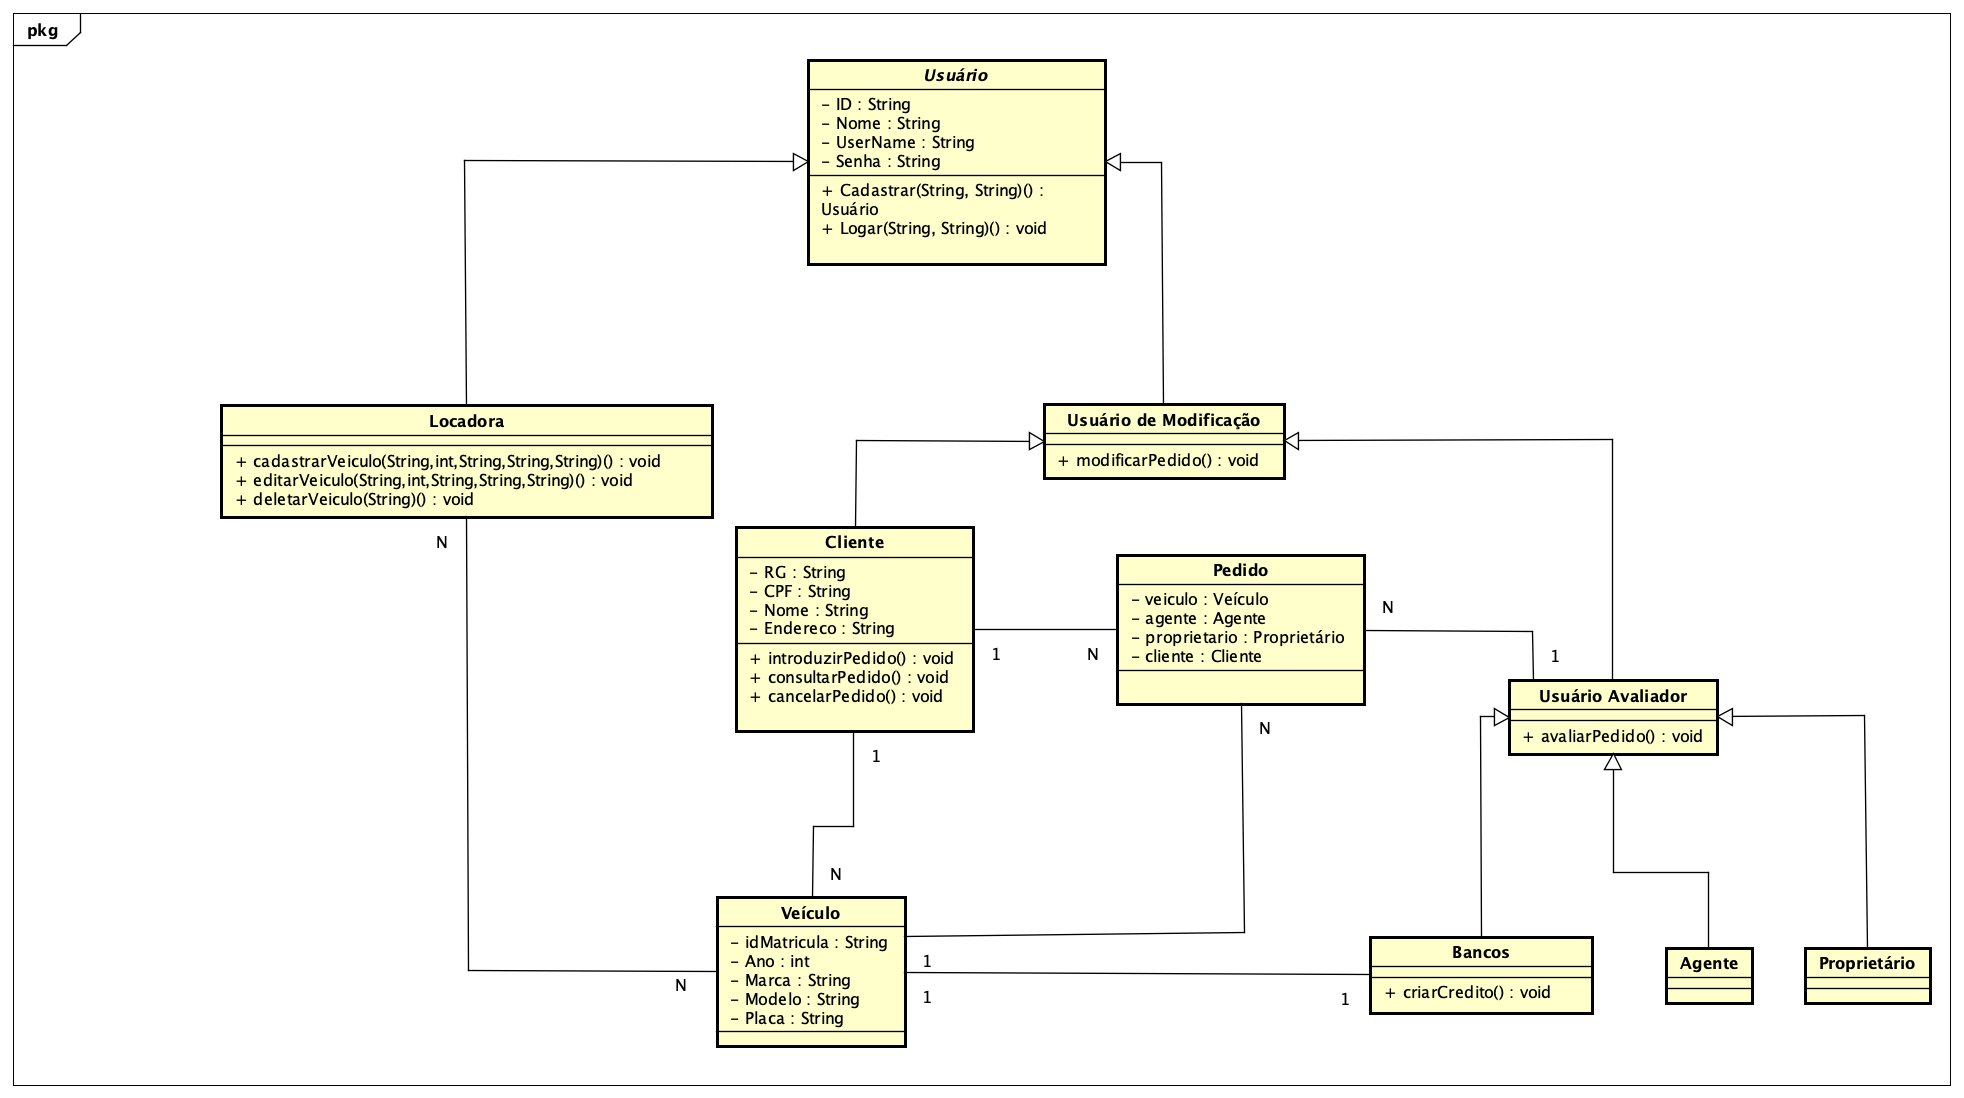 pkg
Usuário
- ID : String
- Nome : String
- UserName : String
- Senha : String
+ Cadastrar(String, String)() :
Usuário
+ Logar(String, String)() : void
Locadora
+ cadastrarVeiculo(String,int,String,String,String)() : void
+ editarVeiculo(String,int,String,String,String)() : void
+ deletarVeiculo(String)() : void
N
Usuário de Modificação
+ modificarPedido() : void
Cliente
- RG : String
- CPF : String
- Nome : String
- Endereco : String
+ introduzirPedido() : void
+ consultarPedido() : void
+ cancelarPedido() : void
1
N
1
Pedido
- veiculo : Veículo
- agente : Agente
- proprietario : Proprietário
- cliente : Cliente
N
1
N
Usuário Avaliador
+ avaliarPedido() : void
N
N
Veículo
- idMatricula : String
- Ano : int
- Marca : String
- Modelo : String
- Placa : String
1
1
1
Bancos
+ criarCredito() : void
Agente
Proprietário